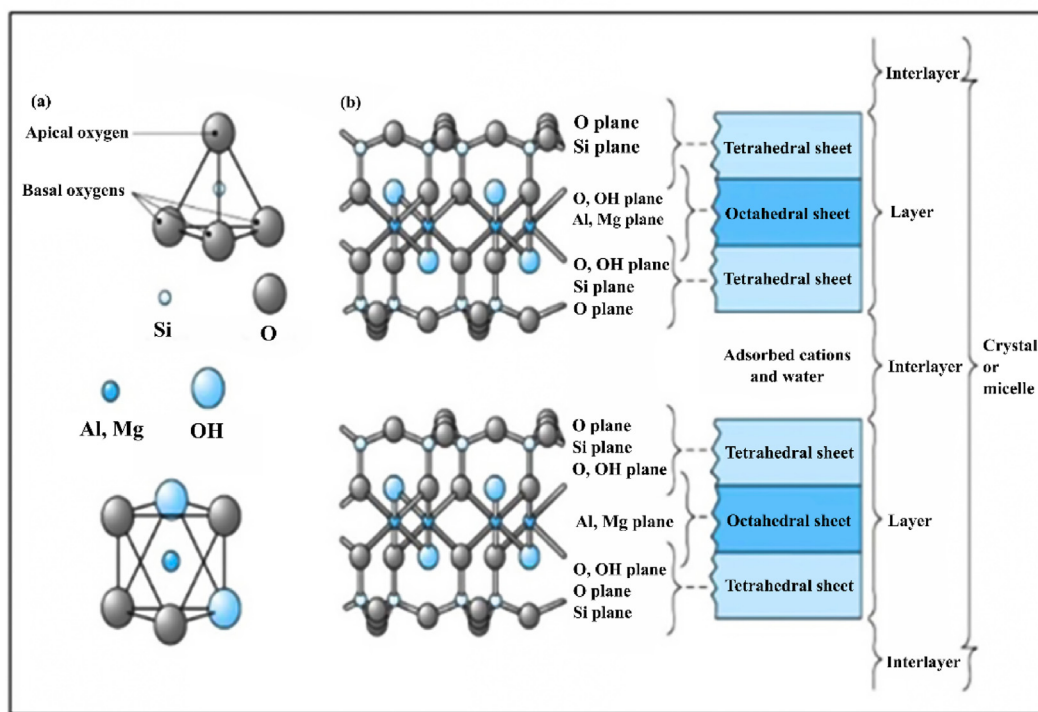 (a)
Apical oxygen
Basal oxygens
Si
O
Al, Mg
OH
(b)
O plane
Si plane
O, OH plane
Al, Mg plane
O, OH plane
Si plane
O plane
Tetrahedral sheet
Octahedral sheet
Tetrahedral sheet
Adsorbed cations
and water
O plane
Si plane
O, OH plane
Al, Mg plane
O, OH plane
O plane
Si plane
Tetrahedral sheet
Octahedral sheet
Tetrahedral sheet
Interlayer
Layer
Interlayer
Layer
Interlayer
Crystal
or
micelle